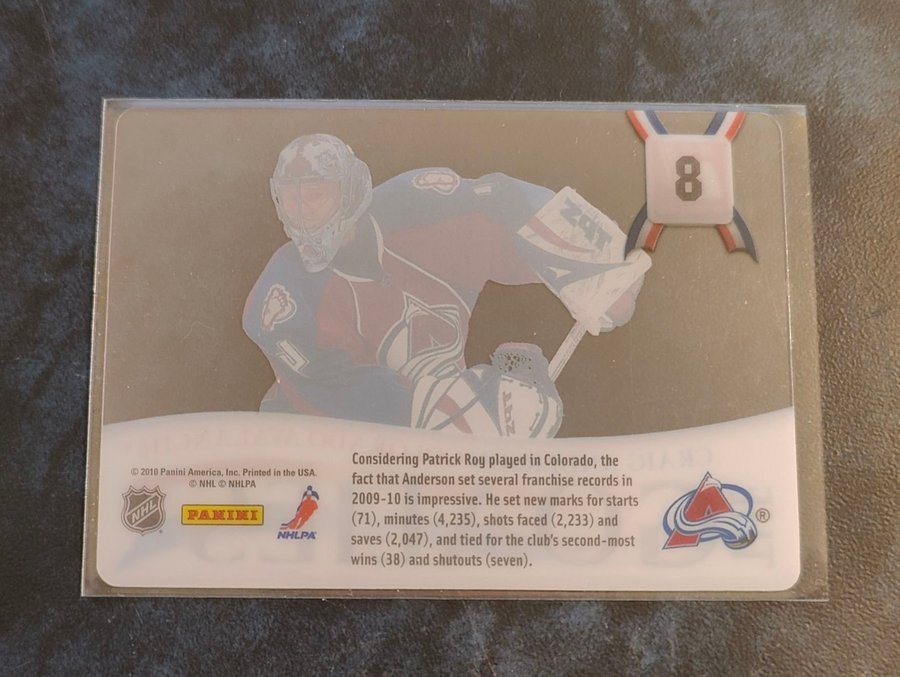 8
Considering Patrick Roy played in Colorado, the
fact that Anderson set several franchise records in
2009-10 is impressive. He set new marks for starts
(71), minutes (4,235), shots faced (2,233) and
saves (2,047), and tied for the club's second-most
wins (38) and shutouts (seven).
© 2010 Panini America, Inc. Printed in the USA.
© NHL © NHLPA
NHL
PANINI
NHLPA
®